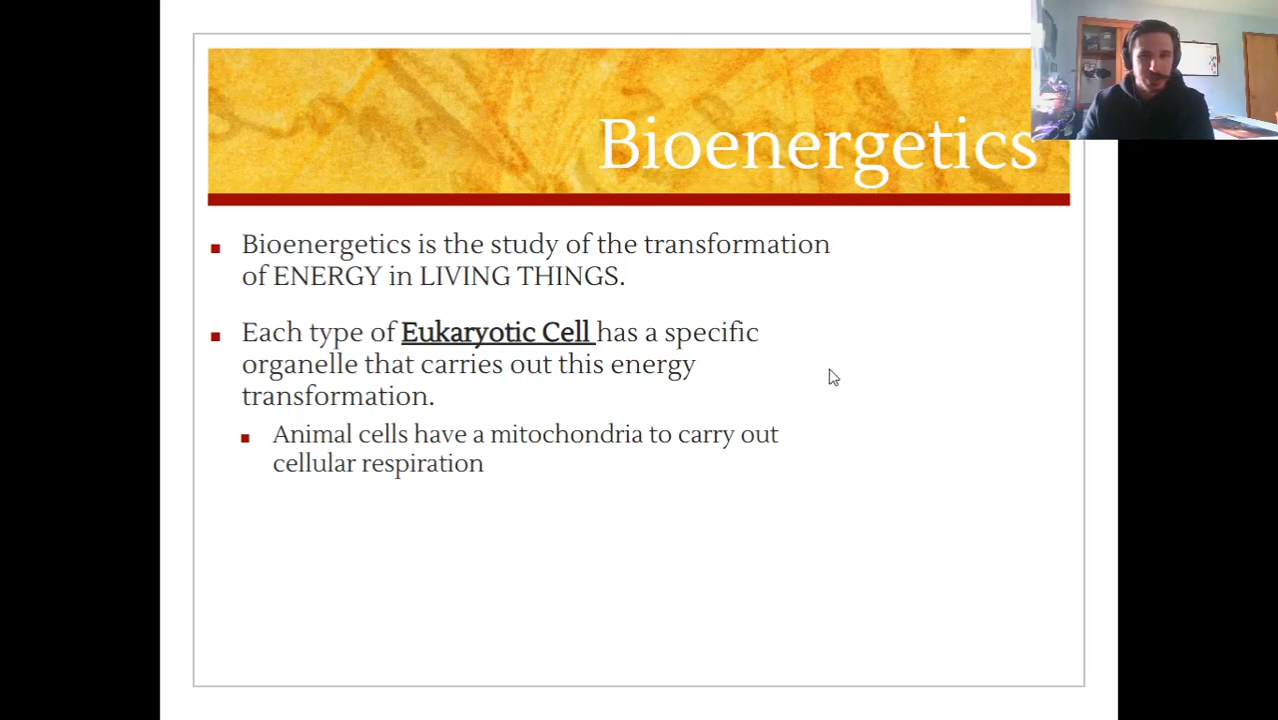 Bioenergetics
Bioenergetics is the study of the transformation
of ENERGY in LIVING THINGS.
Each type of Eukaryotic Cell has a specific
organelle that carries out this energy
transformation.
Animal cells have a mitochondria to carry out
cellular respiration